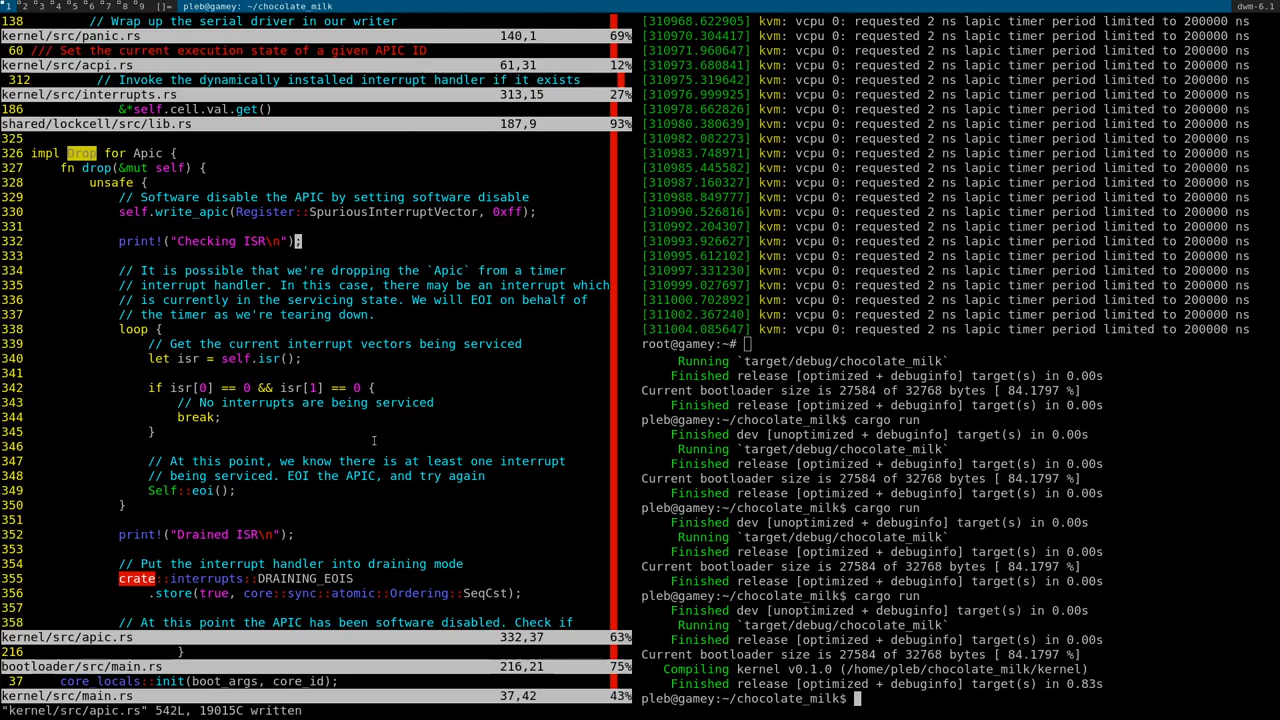 1 2 3 4 5 6 7 8 9 []= pleb@gamey: ~/chocolate_milk dwm-6.1
138 // Wrap up the serial driver in our writer
kernel/src/panic.rs 140,1 69%
60 /// Set the current execution state of a given APIC ID
kernel/src/acpi.rs 61,31 12%
312 // Invoke the dynamically installed interrupt handler if it exists
kernel/src/interrupts.rs 313,15 27%
186 &*self.cell.val.get()
shared/lockcell/src/lib.rs 187,9 93%
325
326 impl Drop for Apic {
327 fn drop(&mut self) {
328 unsafe {
329 // Software disable the APIC by setting software disable
330 self.write_apic(Register::SpuriousInterruptVector, 0xff);
331
332 print!("Checking ISR\n");
333
334 // It is possible that we're dropping the `Apic` from a timer
335 // interrupt handler. In this case, there may be an interrupt which
336 // is currently in the servicing state. We will EOI on behalf of
337 // the timer as we're tearing down.
338 loop {
339 // Get the current interrupt vectors being serviced
340 let isr = self.isr();
341
342 if isr[0] == 0 && isr[1] == 0 {
343 // No interrupts are being serviced
344 break;
345 }
346
347 // At this point, we know there is at least one interrupt
348 // being serviced. EOI the APIC, and try again
349 Self::eoi();
350 }
351
352 print!("Drained ISR\n");
353
354 // Put the interrupt handler into draining mode
355 crate::interrupts::DRAINING_EOIS
356 .store(true, core::sync::atomic::Ordering::SeqCst);
357
358 // At this point the APIC has been software disabled. Check if
kernel/src/apic.rs 332,37 63%
216 }
bootloader/src/main.rs 216,21 75%
37 core_locals::init(boot_args, core_id);
kernel/src/main.rs 37,42 43%
"kernel/src/apic.rs" 542L, 19015C written
[310968.622905] kvm: vcpu 0: requested 2 ns lapic timer period limited to 200000 ns
[310970.304417] kvm: vcpu 0: requested 2 ns lapic timer period limited to 200000 ns
[310971.960647] kvm: vcpu 0: requested 2 ns lapic timer period limited to 200000 ns
[310973.680841] kvm: vcpu 0: requested 2 ns lapic timer period limited to 200000 ns
[310975.319642] kvm: vcpu 0: requested 2 ns lapic timer period limited to 200000 ns
[310976.999925] kvm: vcpu 0: requested 2 ns lapic timer period limited to 200000 ns
[310978.662826] kvm: vcpu 0: requested 2 ns lapic timer period limited to 200000 ns
[310980.380639] kvm: vcpu 0: requested 2 ns lapic timer period limited to 200000 ns
[310982.082273] kvm: vcpu 0: requested 2 ns lapic timer period limited to 200000 ns
[310983.748971] kvm: vcpu 0: requested 2 ns lapic timer period limited to 200000 ns
[310985.445582] kvm: vcpu 0: requested 2 ns lapic timer period limited to 200000 ns
[310987.160327] kvm: vcpu 0: requested 2 ns lapic timer period limited to 200000 ns
[310988.849777] kvm: vcpu 0: requested 2 ns lapic timer period limited to 200000 ns
[310990.526816] kvm: vcpu 0: requested 2 ns lapic timer period limited to 200000 ns
[310992.204307] kvm: vcpu 0: requested 2 ns lapic timer period limited to 200000 ns
[310993.926627] kvm: vcpu 0: requested 2 ns lapic timer period limited to 200000 ns
[310995.612102] kvm: vcpu 0: requested 2 ns lapic timer period limited to 200000 ns
[310997.331230] kvm: vcpu 0: requested 2 ns lapic timer period limited to 200000 ns
[310999.027697] kvm: vcpu 0: requested 2 ns lapic timer period limited to 200000 ns
[311000.702892] kvm: vcpu 0: requested 2 ns lapic timer period limited to 200000 ns
[311002.367240] kvm: vcpu 0: requested 2 ns lapic timer period limited to 200000 ns
[311004.085647] kvm: vcpu 0: requested 2 ns lapic timer period limited to 200000 ns
root@gamey:~#
Running `target/debug/chocolate_milk`
Finished release [optimized + debuginfo] target(s) in 0.00s
Current bootloader size is 27584 of 32768 bytes [ 84.1797 %]
Finished release [optimized + debuginfo] target(s) in 0.00s
pleb@gamey:~/chocolate_milk$ cargo run
Finished dev [unoptimized + debuginfo] target(s) in 0.00s
Running `target/debug/chocolate_milk`
Finished release [optimized + debuginfo] target(s) in 0.00s
Current bootloader size is 27584 of 32768 bytes [ 84.1797 %]
Finished release [optimized + debuginfo] target(s) in 0.00s
pleb@gamey:~/chocolate_milk$ cargo run
Finished dev [unoptimized + debuginfo] target(s) in 0.00s
Running `target/debug/chocolate_milk`
Finished release [optimized + debuginfo] target(s) in 0.00s
Current bootloader size is 27584 of 32768 bytes [ 84.1797 %]
Finished release [optimized + debuginfo] target(s) in 0.00s
pleb@gamey:~/chocolate_milk$ cargo run
Finished dev [unoptimized + debuginfo] target(s) in 0.00s
Running `target/debug/chocolate_milk`
Finished release [optimized + debuginfo] target(s) in 0.00s
Current bootloader size is 27584 of 32768 bytes [ 84.1797 %]
Compiling kernel v0.1.0 (/home/pleb/chocolate_milk/kernel)
Finished release [optimized + debuginfo] target(s) in 0.83s
pleb@gamey:~/chocolate_milk$